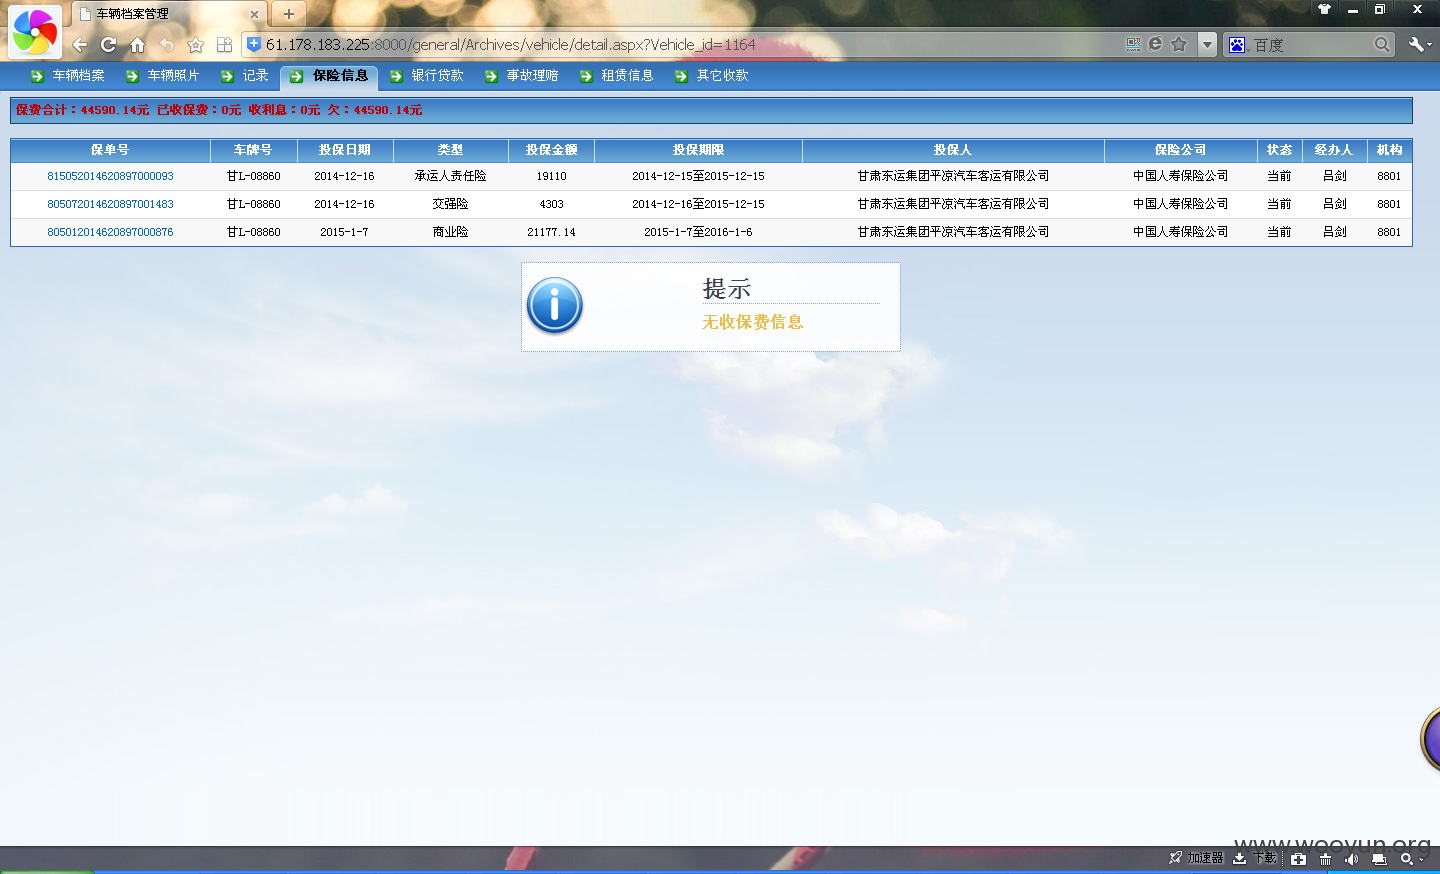 车辆档案管理
61.178.183.225:8000/general/Archives/vehicle/detail.aspx?Vehicle_id=1164
百度
车辆档案 车辆照片 记录 保险信息 银行贷款 事故理赔 租赁信息 其它收款
保费合计：44590.14元 已收保费：0元 收利息：0元 欠：44590.14元
保单号 车牌号 投保日期 类型 投保金额 投保期限 投保人 保险公司 状态 经办人 机构
815052014620897000093 甘L-08860 2014-12-16 承运人责任险 19110 2014-12-15至2015-12-15 甘肃东运集团平凉汽车客运有限公司 中国人寿保险公司 当前 吕剑 8801
805072014620897001483 甘L-08860 2014-12-16 交强险 4303 2014-12-16至2015-12-15 甘肃东运集团平凉汽车客运有限公司 中国人寿保险公司 当前 吕剑 8801
805012014620897000876 甘L-08860 2015-1-7 商业险 21177.14 2015-1-7至2016-1-6 甘肃东运集团平凉汽车客运有限公司 中国人寿保险公司 当前 吕剑 8801
提示
无收保费信息
www.wooyun.org
加速器 下载